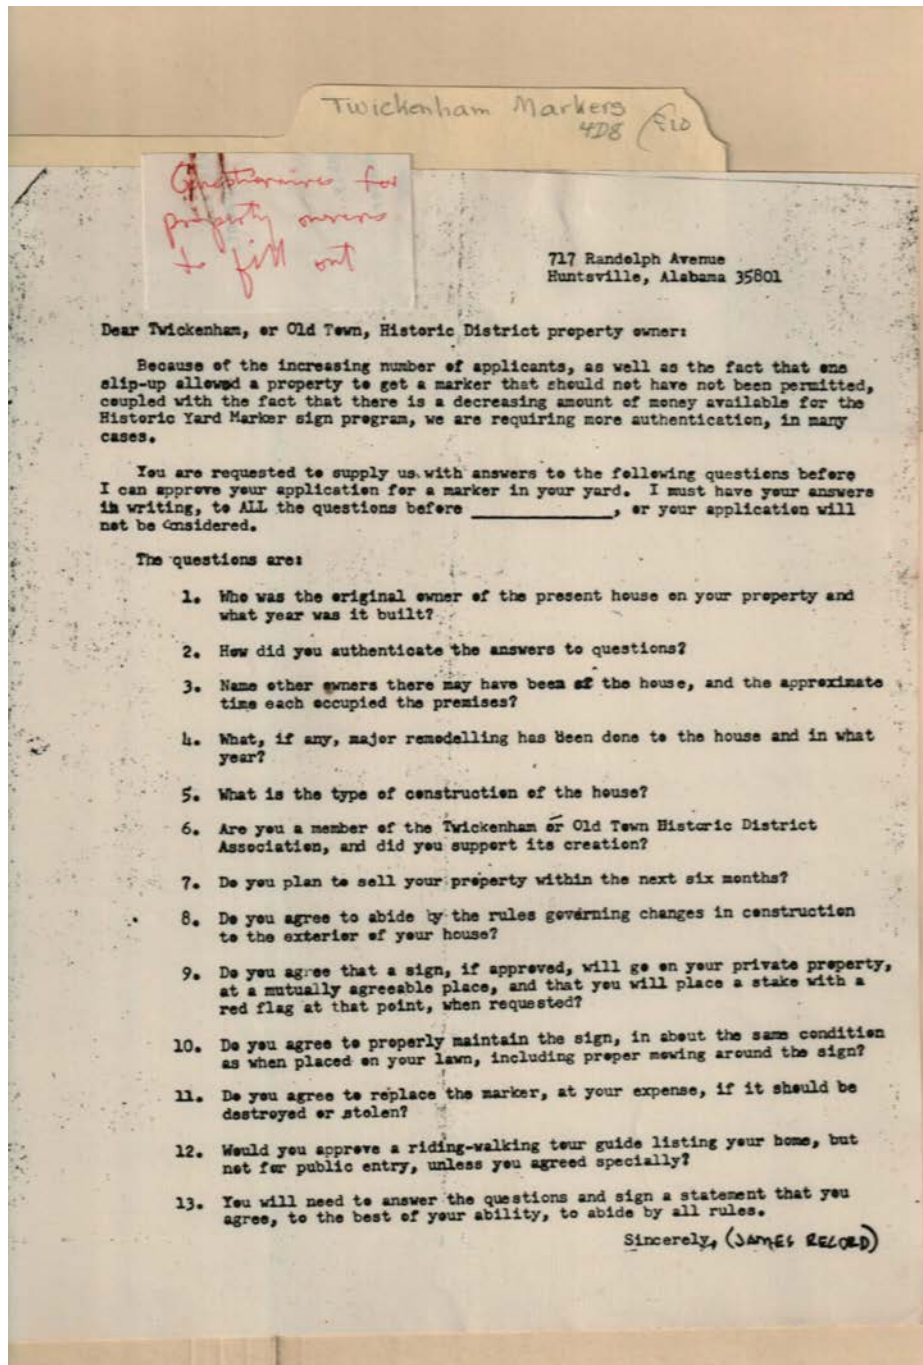 Twickenham Markers
4D8
Questionaires for
property owners
to fill out
717 Randolph Avenue
Huntsville, Alabama 35801
Dear Twickenham, or Old Town, Historic District property owner:
Because of the increasing number of applicants, as well as the fact that one
slip-up allowed a property to get a marker that should not have not been permitted,
coupled with the fact that there is a decreasing amount of money available for the
Historic Yard Marker sign program, we are requiring more authentication, in many
cases.
You are requested to supply us with answers to the following questions before
I can approve your application for a marker in your yard. I must have your answers
in writing, to ALL the questions before ______________, or your application will
not be considered.
The questions are:
1. Who was the original owner of the present house on your property and
what year was it built?
2. How did you authenticate the answers to questions?
3. Name other owners there may have been of the house, and the approximate
time each occupied the premises?
4. What, if any, major remodelling has been done to the house and in what
year?
5. What is the type of construction of the house?
6. Are you a member of the Twickenham or Old Town Historic District
Association, and did you support its creation?
7. Do you plan to sell your property within the next six months?
8. Do you agree to abide by the rules governing changes in construction
to the exterior of your house?
9. Do you agree that a sign, if approved, will go on your private property,
at a mutually agreeable place, and that you will place a stake with a
red flag at that point, when requested?
10. Do you agree to properly maintain the sign, in about the same condition
as when placed on your lawn, including proper mowing around the sign?
11. Do you agree to replace the marker, at your expense, if it should be
destroyed or stolen?
12. Would you approve a riding-walking tour guide listing your home, but
not for public entry, unless you agreed specially?
13. You will need to answer the questions and sign a statement that you
agree, to the best of your ability, to abide by all rules.
Sincerely, (JAMES RECORD)